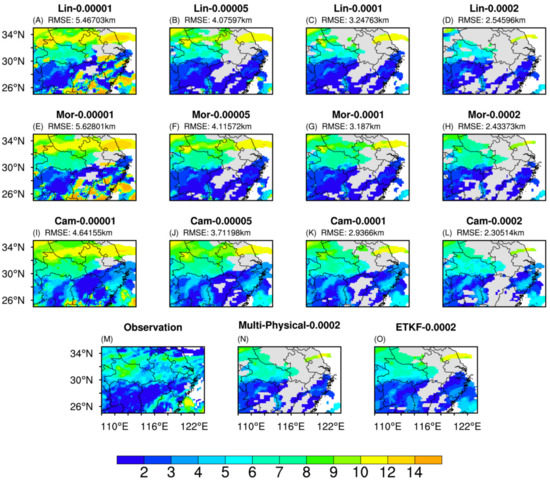 Lin-0.00001 Lin-0.00005 Lin-0.0001 Lin-0.0002
(A) RMSE: 5.46703km (B) RMSE: 4.07597km (C) RMSE: 3.24763km (D) RMSE: 2.54596km
34°N
30°N
26°N
Mor-0.00001 Mor-0.00005 Mor-0.0001 Mor-0.0002
(E) RMSE: 5.62801km (F) RMSE: 4.11572km (G) RMSE: 3.187km (H) RMSE: 2.43373km
34°N
30°N
26°N
Cam-0.00001 Cam-0.00005 Cam-0.0001 Cam-0.0002
(I) RMSE: 4.64155km (J) RMSE: 3.71198km (K) RMSE: 2.9366km (L) RMSE: 2.30514km
34°N
30°N
26°N
Observation Multi-Physical-0.0002 ETKF-0.0002
(M) (N) (O)
34°N
30°N
26°N
110°E 116°E 122°E 110°E 116°E 122°E 110°E 116°E 122°E
2 3 4 5 6 7 8 9 10 12 14